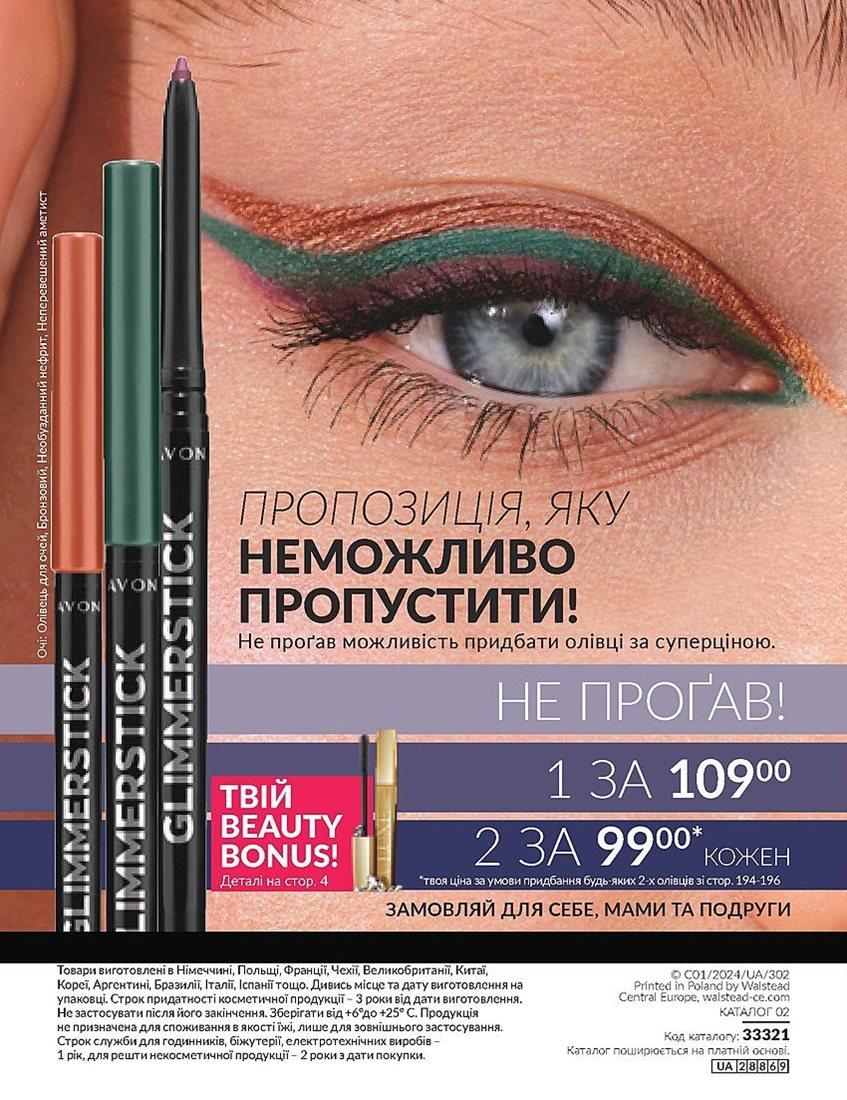 Очі: Олівець для очей, Бронзовий, Необузданний нефрит, Неперевешений аметист
AVON
GLIMMERSTICK
AVON
GLIMMERSTICK
AVON
GLIMMERSTICK
ПРОПОЗИЦІЯ, ЯКУ
НЕМОЖЛИВО
ПРОПУСТИТИ!
Не проґав можливість придбати олівці за суперціною.
НЕ ПРОҐАВ!
1 ЗА 109⁰⁰
ТВІЙ
BEAUTY
BONUS!
Деталі на стор. 4
2 ЗА 99⁰⁰* КОЖЕН
*твоя ціна за умови придбання будь-яких 2-х олівців зі стор. 194-196
ЗАМОВЛЯЙ ДЛЯ СЕБЕ, МАМИ ТА ПОДРУГИ
Товари виготовлені в Німеччині, Польщі, Франції, Чехії, Великобританії, Китаї,
Кореї, Аргентині, Бразилії, Італії, Іспанії тощо. Дивись місце та дату виготовлення на
упаковці. Строк придатності косметичної продукції – 3 роки від дати виготовлення.
Не застосувати після його закінчення. Зберігати від +6°до +25° С. Продукція
не призначена для споживання в якості їжі, лише для зовнішнього застосування.
Строк служби для годинників, біжутерії, електротехнічних виробів –
1 рік, для решти некосметичної продукції – 2 роки з дати покупки.
© C01/2024/UA/302
Printed in Poland by Walstead
Central Europe, walstead-ce.com
КАТАЛОГ 02
Код каталогу: 33321
Каталог поширюється на платній основі.
UA 28869